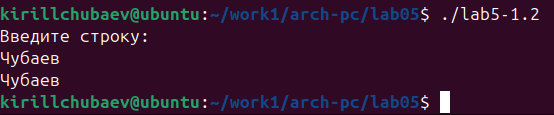 kirillchubaev@ubuntu:~/work1/arch-pc/lab05$ ./lab5-1.2
Введите строку:
Чубаев
Чубаев
kirillchubaev@ubuntu:~/work1/arch-pc/lab05$